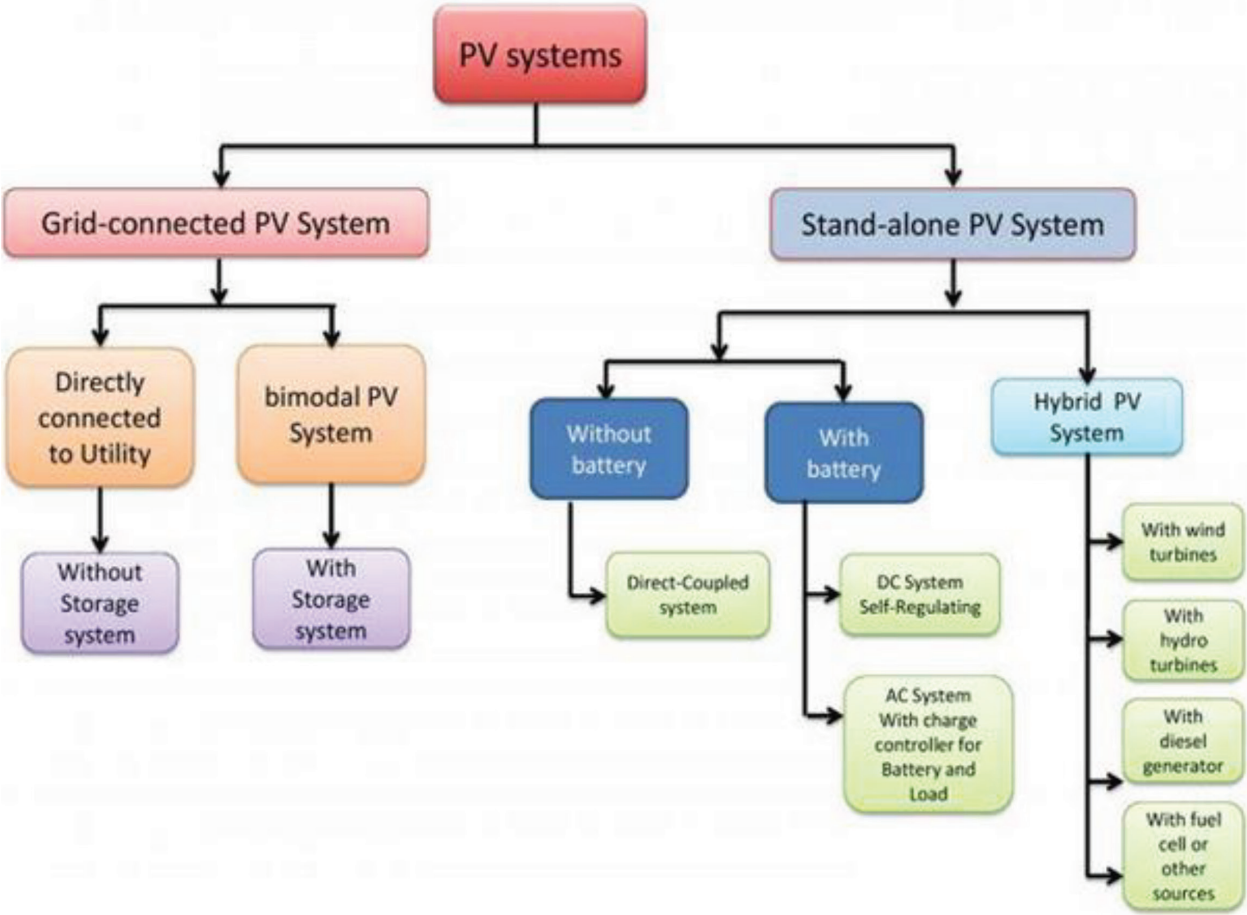 PV systems
Grid-connected PV System
Stand-alone PV System
Directly
connected
to Utility
bimodal PV
System
Without
battery
With
battery
Hybrid PV
System
Without
Storage
system
With
Storage
system
Direct-Coupled
system
DC System
Self-Regulating
AC System
With charge
controller for
Battery and
Load
With wind
turbines
With
hydro
turbines
With
diesel
generator
With fuel
cell or
other
sources